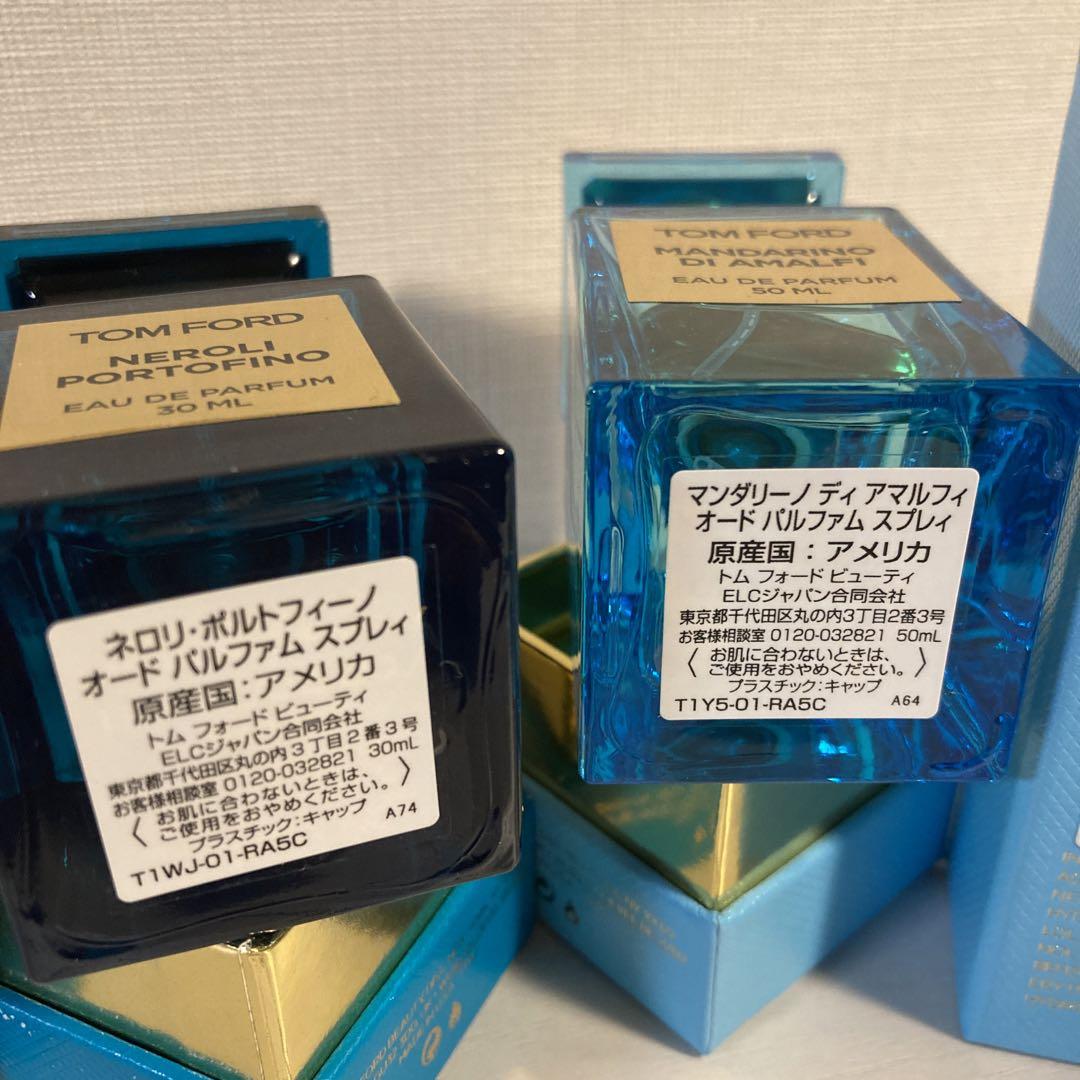 TOM FORD
NEROLI
PORTOFINO
EAU DE PARFUM
30 ML
ネロリ・ポルトフィーノ
オード パルファム スプレィ
原産国：アメリカ
トム フォード ビューティ
ELCジャパン合同会社
東京都千代田区丸の内３丁目２番３号
お客様相談室 0120-032821 30mL
〈 お肌に合わないときは、
ご使用をおやめください。 〉
プラスチック：キャップ A74
T1WJ-01-RA5C
TOM FORD
MANDARINO
DI AMALFI
EAU DE PARFUM
50 ML
マンダリーノ ディ アマルフィ
オード パルファム スプレィ
原産国：アメリカ
トム フォード ビューティ
ELCジャパン合同会社
東京都千代田区丸の内3丁目2番3号
お客様相談室 0120-032821 50mL
〈 お肌に合わないときは、
ご使用をおやめください。 〉
プラスチック：キャップ
T1Y5-01-RA5C A64